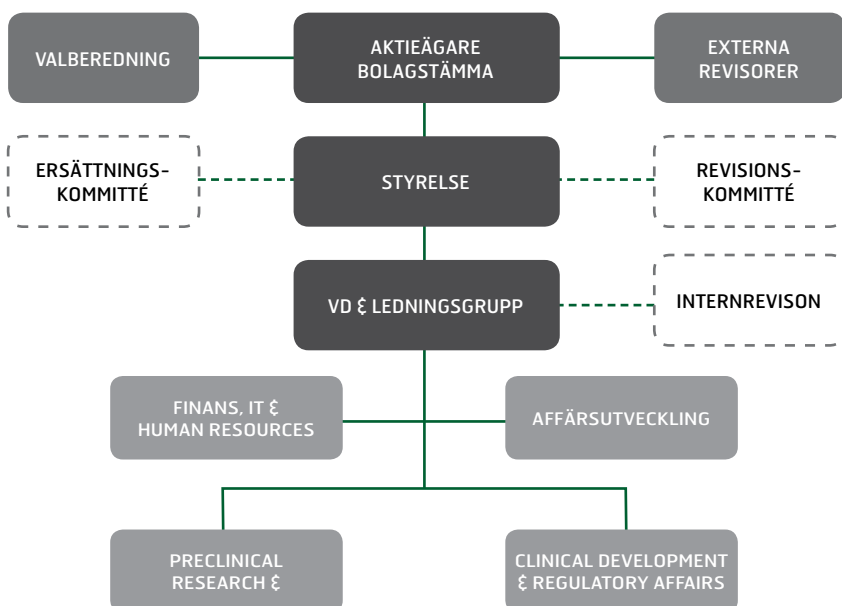 VALBEREDNING
AKTIEÄGARE
BOLAGSTÄMMA
EXTERNA
REVISORER
ERSÄTTNINGS-
KOMMITTÉ
STYRELSE
REVISIONS-
KOMMITTÉ
VD & LEDNINGSGRUPP
INTERNREVISON
FINANS, IT &
HUMAN RESOURCES
AFFÄRSUTVECKLING
PRECLINICAL
RESEARCH &
CLINICAL DEVELOPMENT
& REGULATORY AFFAIRS